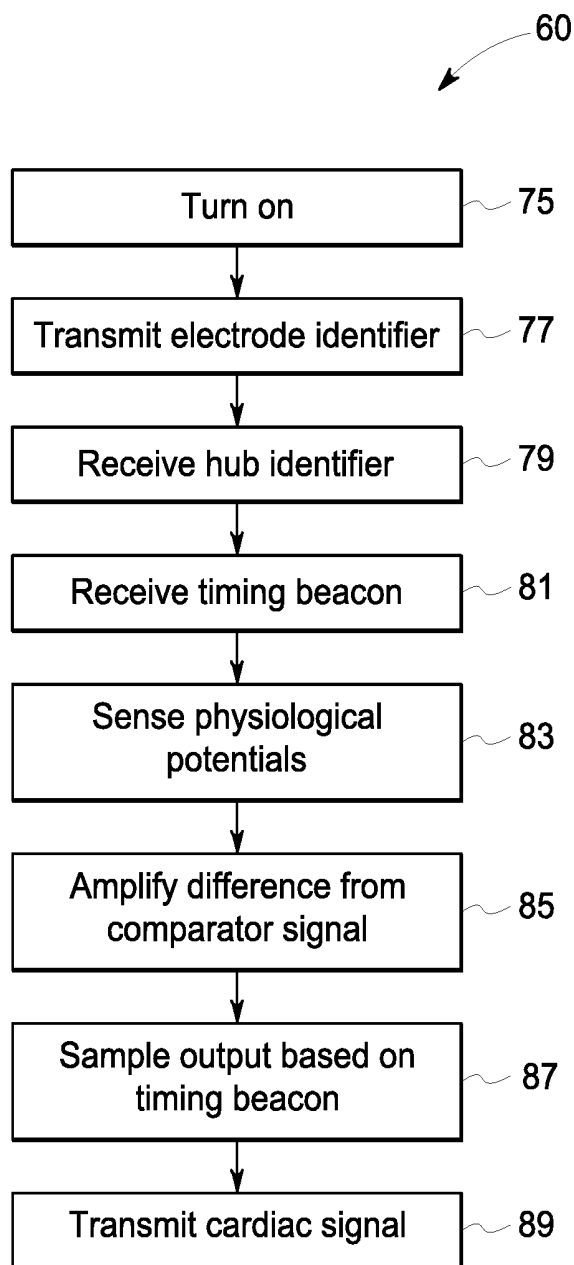 60
Turn on
75
Transmit electrode identifier
77
Receive hub identifier
79
Receive timing beacon
81
Sense physiological
potentials
83
Amplify difference from
comparator signal
85
Sample output based on
timing beacon
87
Transmit cardiac signal
89